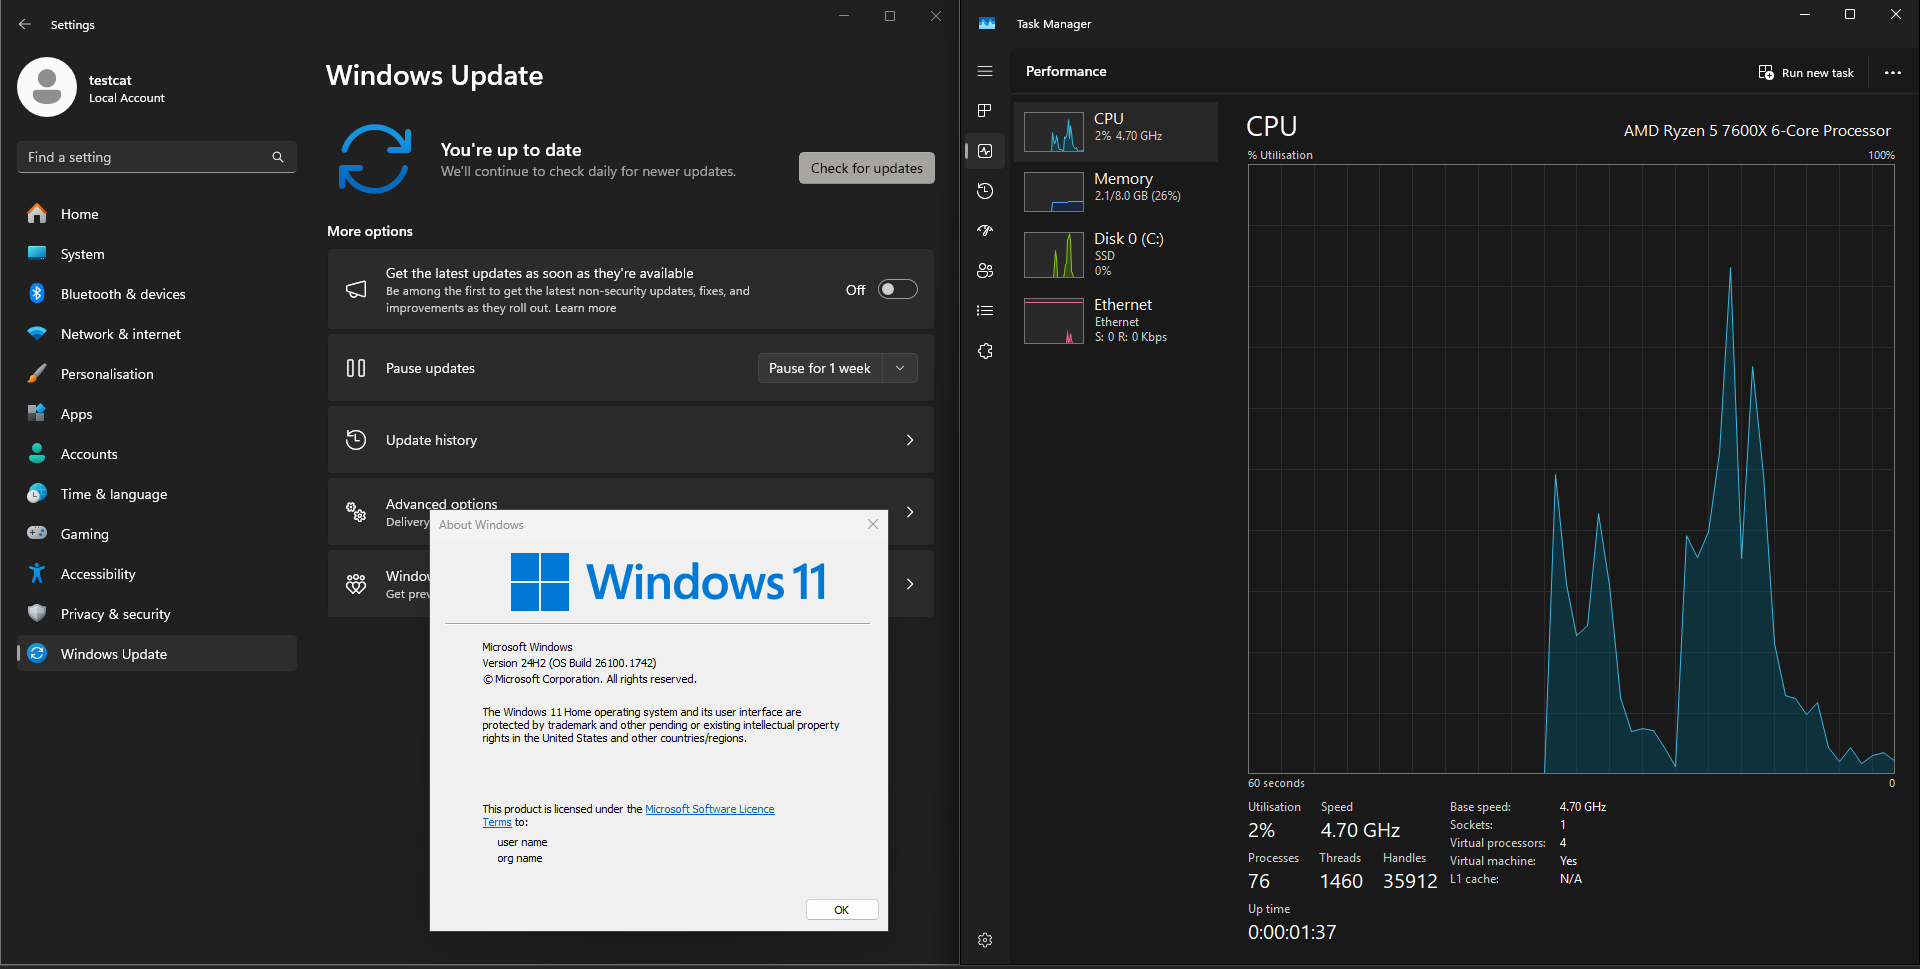 Settings
testcat
Local Account
Find a setting
Home
System
Bluetooth & devices
Network & internet
Personalisation
Apps
Accounts
Time & language
Gaming
Accessibility
Privacy & security
Windows Update
Windows Update
You're up to date
We'll continue to check daily for newer updates.
Check for updates
More options
Get the latest updates as soon as they're available
Be among the first to get the latest non-security updates, fixes, and
improvements as they roll out. Learn more
Off
Pause updates
Pause for 1 week
Update history
Advanced options
Delivery
Windo
Get prev
About Windows
Windows 11
Microsoft Windows
Version 24H2 (OS Build 26100.1742)
© Microsoft Corporation. All rights reserved.
The Windows 11 Home operating system and its user interface are
protected by trademark and other pending or existing intellectual property
rights in the United States and other countries/regions.
This product is licensed under the Microsoft Software Licence
Terms to:
user name
org name
OK
Task Manager
Performance
Run new task
CPU
2% 4.70 GHz
Memory
2.1/8.0 GB (26%)
Disk 0 (C:)
SSD
0%
Ethernet
Ethernet
S: 0 R: 0 Kbps
CPU
AMD Ryzen 5 7600X 6-Core Processor
% Utilisation
100%
60 seconds
0
Utilisation
2%
Speed
4.70 GHz
Processes
76
Threads
1460
Handles
35912
Up time
0:00:01:37
Base speed: 4.70 GHz
Sockets: 1
Virtual processors: 4
Virtual machine: Yes
L1 cache: N/A